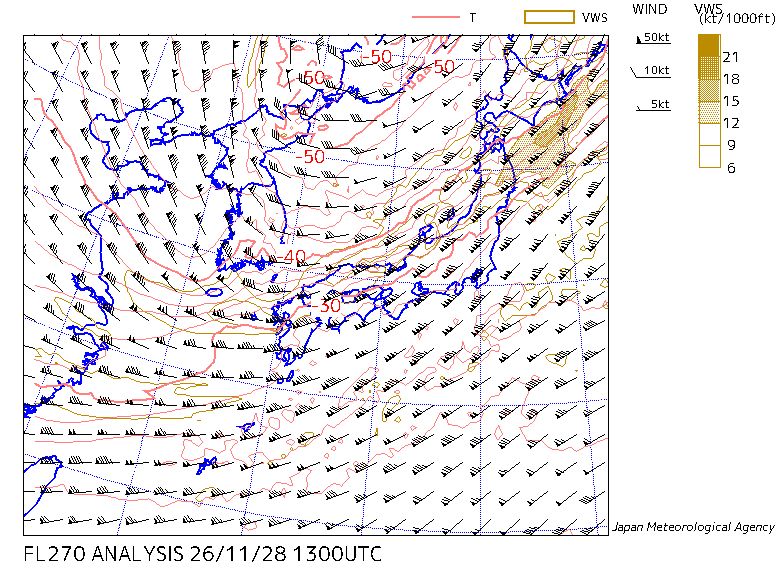 T
VWS
WIND
VWS
(kt/1000ft)
50kt
10kt
5kt
21
18
15
12
9
6
-50
-50
50
-50
-40
-30
Japan Meteorological Agency
FL270 ANALYSIS 26/11/28 1300UTC